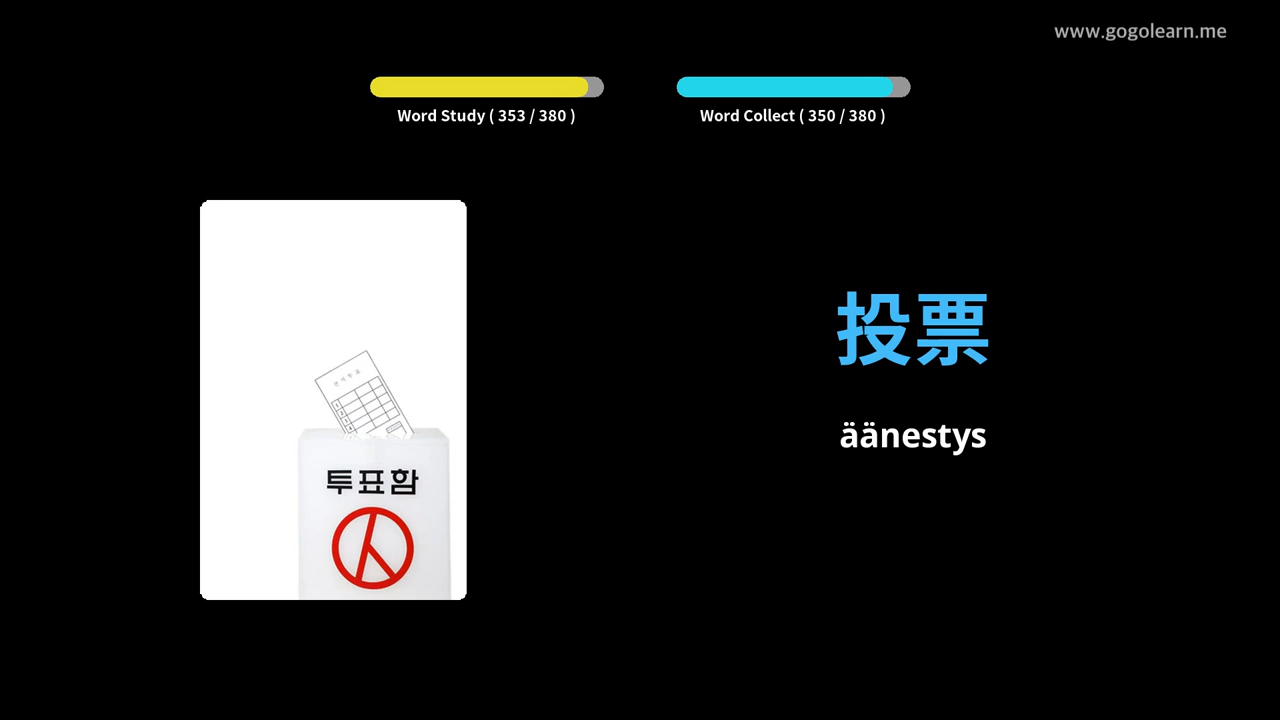 www.gogolearn.me
Word Study ( 353 / 380 )
Word Collect ( 350 / 380 )
投票
äänestys
투표함